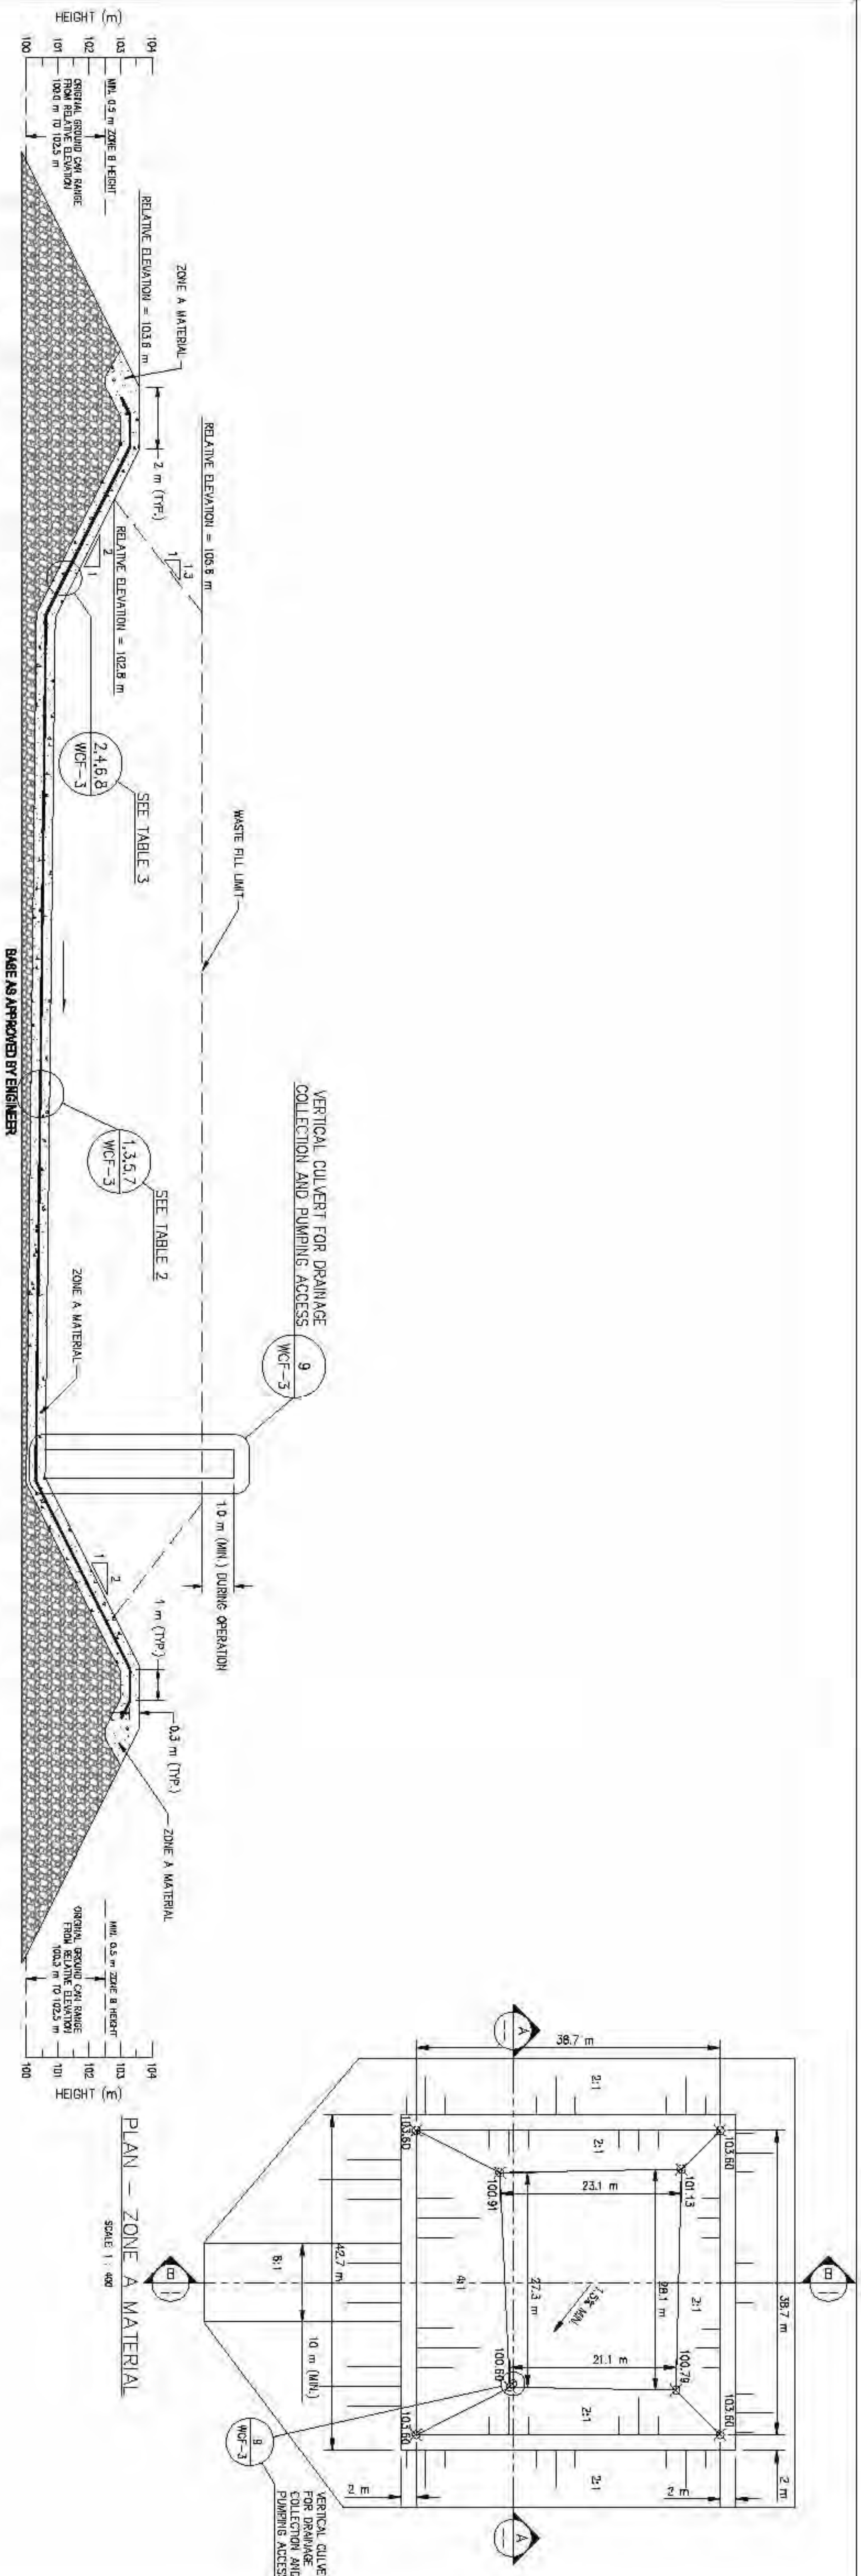 HEIGHT (m)
104
103
102
101
100
MIN. 0.5 m ZONE B HEIGHT
ORIGINAL GROUND CAN RANGE
FROM RELATIVE ELEVATION
100.0 m TO 102.5 m
RELATIVE ELEVATION = 103.6 m
ZONE A MATERIAL
2 m (TYP.)
RELATIVE ELEVATION = 105.6 m
1.3
1
RELATIVE ELEVATION = 102.8 m
2
1
2,4,6,8
WCF-3
SEE TABLE 3
WASTE FILL LIMIT
BASE AS APPROVED BY ENGINEER
1,3,5,7
WCF-3
SEE TABLE 2
ZONE A MATERIAL
VERTICAL CULVERT FOR DRAINAGE
COLLECTION AND PUMPING ACCESS
9
WCF-3
1.0 m (MIN.) DURING OPERATION
2
1
1 m (TYP.)
0.3 m (TYP.)
ZONE A MATERIAL
MIN. 0.5 m ZONE B HEIGHT
ORIGINAL GROUND CAN RANGE
FROM RELATIVE ELEVATION
100.0 m TO 102.5 m
104
103
102
101
100
HEIGHT (m)
A
38.7 m
2:1
103.60
103.60
2:1
100.91
101.13
23.1 m
B
42.7 m
6:1
4:1
27.3 m
1.5% MIN.
28.1 m
2:1
38.7 m
B
10 m (MIN.)
21.1 m
100.60
100.79
103.60
103.60
2:1
2:1
2 m
2 m
2 m
A
9
WCF-3
VERTICAL CULVE
FOR DRAINAGE
COLLECTION AND
PUMPING ACCES
PLAN - ZONE A MATERIAL
SCALE 1 : 400